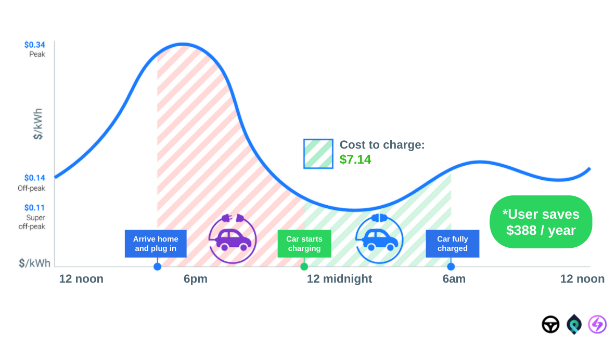 $0.34
Peak
$/kWh
$0.14
Off-peak
$0.11
Super
off-peak
$/kWh
Cost to charge:
$7.14
*User saves
$388 / year
Arrive home
and plug in
Car starts
charging
Car fully
charged
12 noon
6pm
12 midnight
6am
12 noon